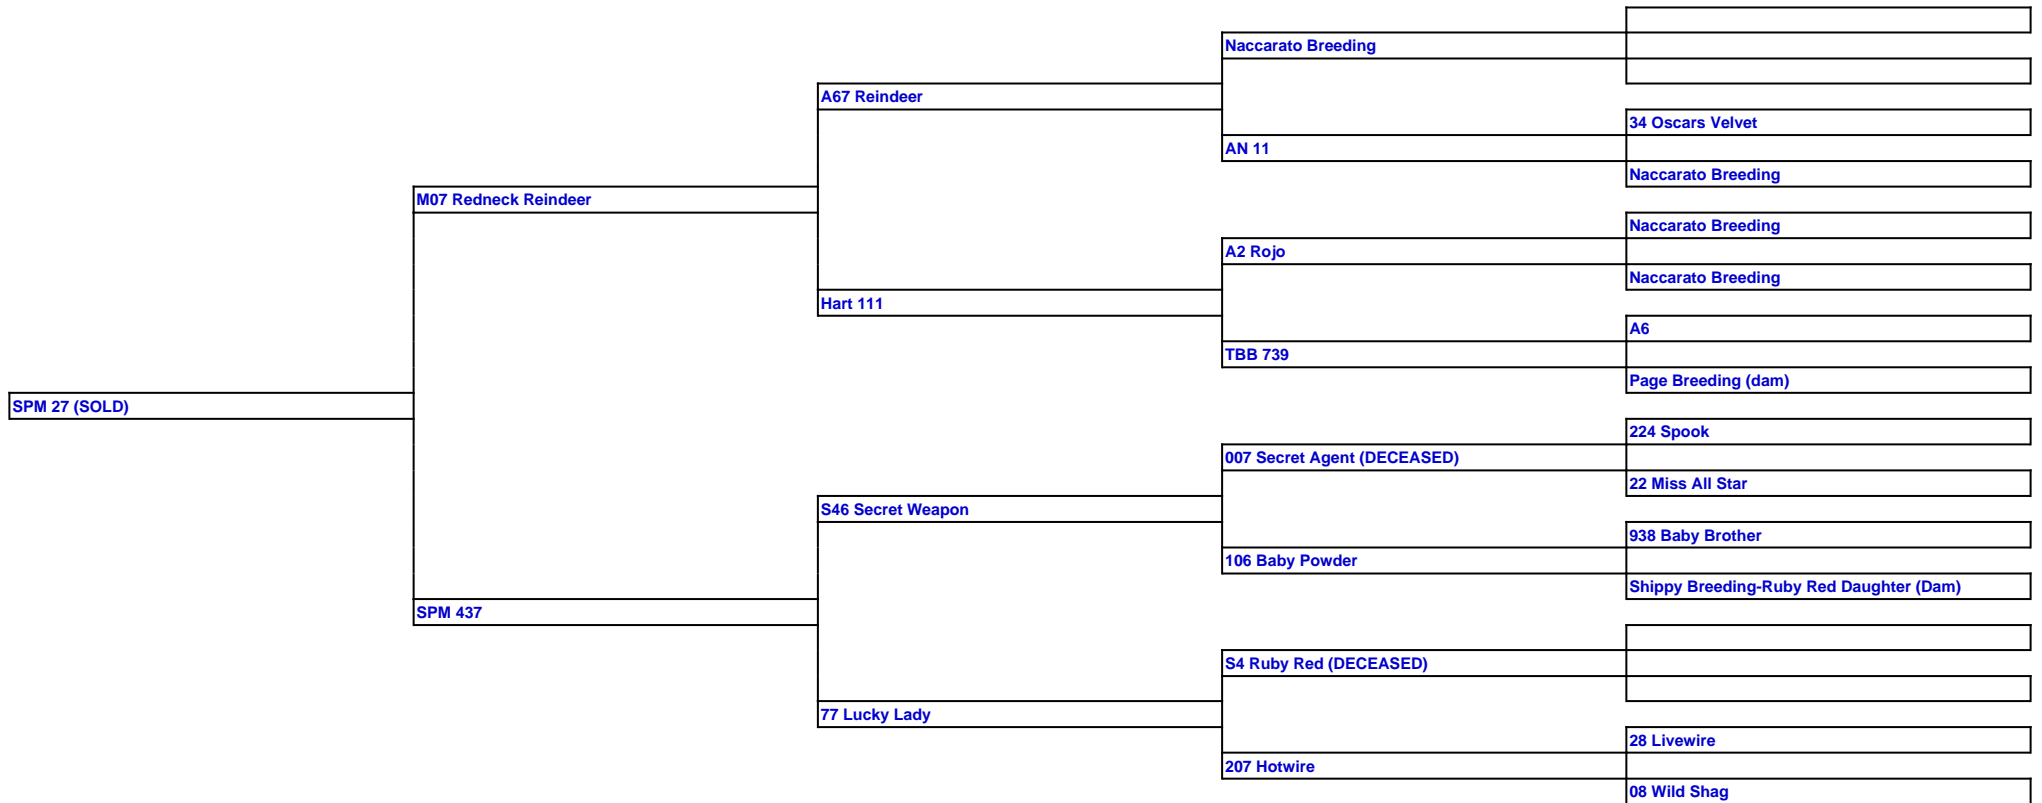 Naccarato Breeding
A67 Reindeer
34 Oscars Velvet
AN 11
Naccarato Breeding
M07 Redneck Reindeer
Naccarato Breeding
A2 Rojo
Naccarato Breeding
Hart 111
A6
TBB 739
Page Breeding (dam)
SPM 27 (SOLD)
224 Spook
007 Secret Agent (DECEASED)
22 Miss All Star
S46 Secret Weapon
938 Baby Brother
106 Baby Powder
Shippy Breeding-Ruby Red Daughter (Dam)
SPM 437
S4 Ruby Red (DECEASED)
77 Lucky Lady
28 Livewire
207 Hotwire
08 Wild Shag